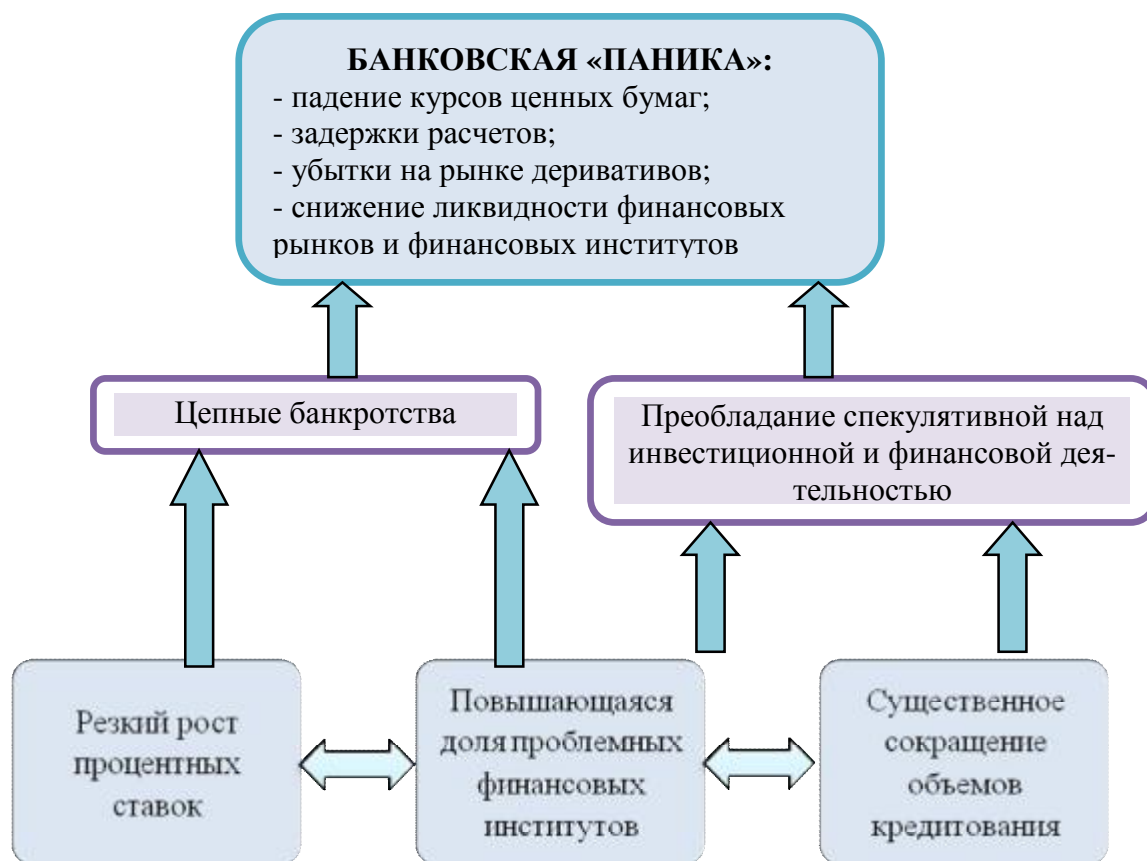 БАНКОВСКАЯ «ПАНИКА»:
- падение курсов ценных бумаг;
- задержки расчетов;
- убытки на рынке деривативов;
- снижение ликвидности финансовых
рынков и финансовых институтов
Цепные банкротства
Преобладание спекулятивной над
инвестиционной и финансовой дея-
тельностью
Резкий рост
процентных
ставок
Повышающаяся
доля проблемных
финансовых
институтов
Существенное
сокращение
объемов
кредитования